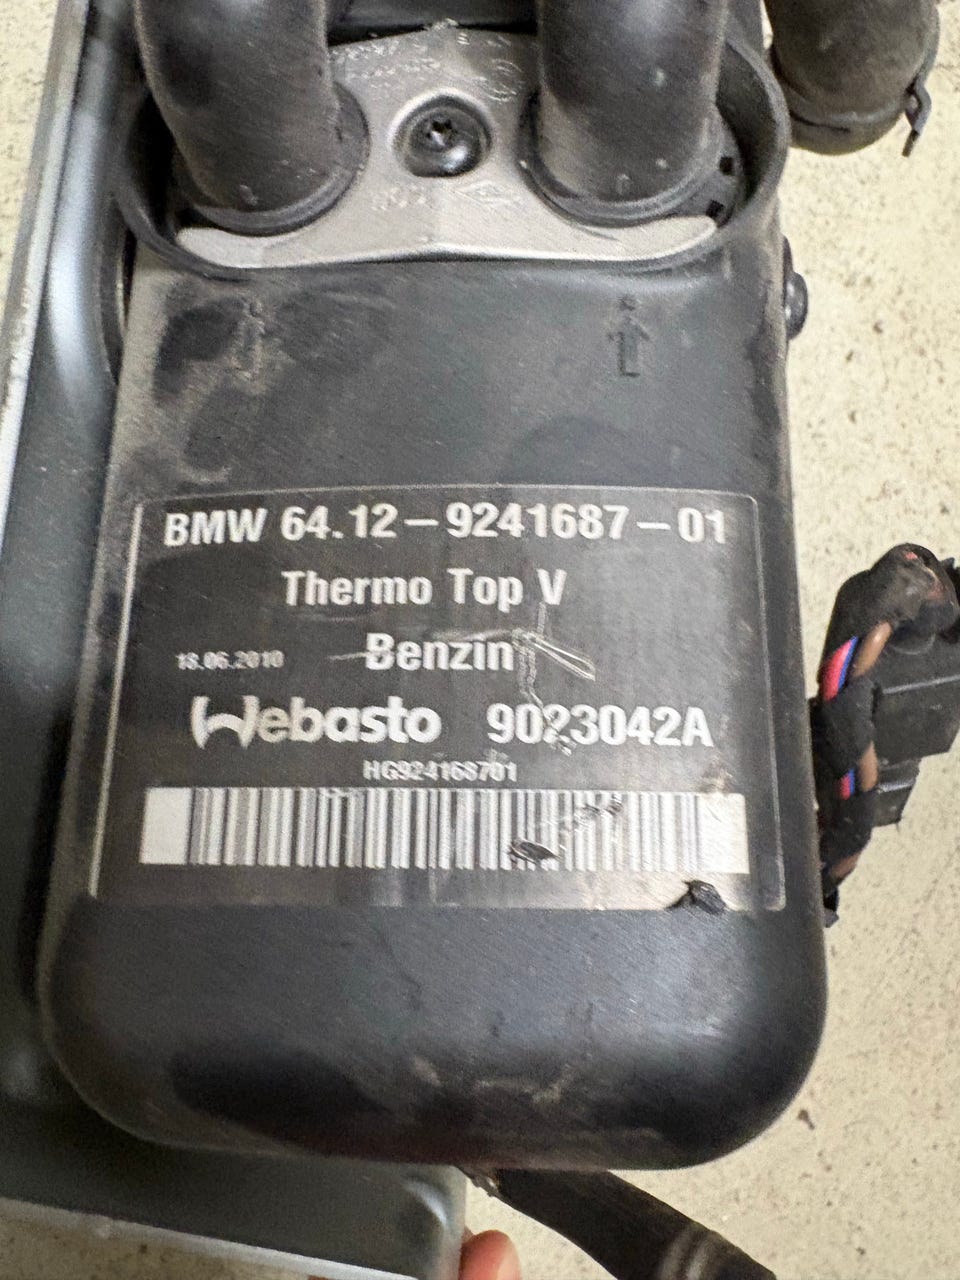 BMW 64.12-9241687-01
Thermo Top V
18.06.2010 Benzin
Webasto 9023042A
HG924168701